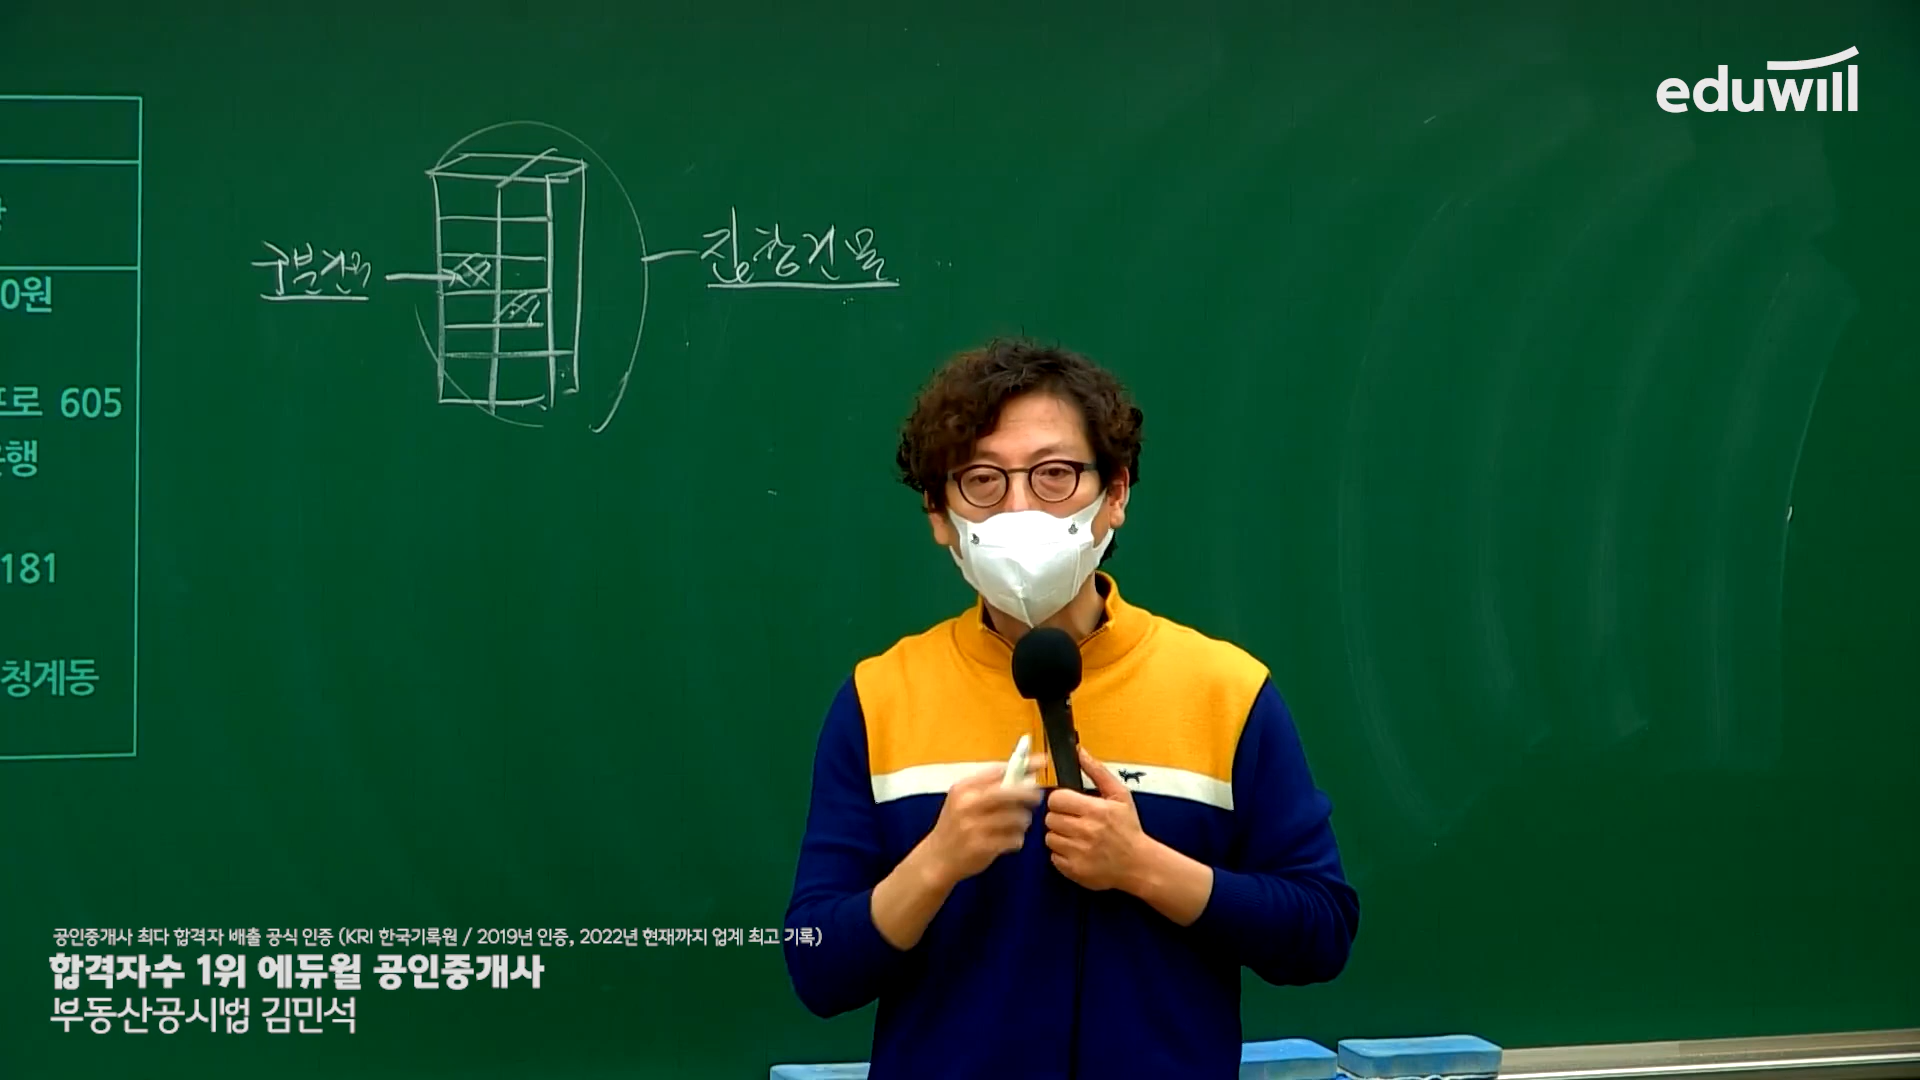 eduwill
0원
구분건물
집합건물
로 605
행
181
청계동
공인중개사 최다 합격자 배출 공식 인증 (KRI 한국기록원 / 2019년 인증, 2022년 현재까지 업계 최고 기록)
합격자수 1위 에듀윌 공인중개사
부동산공시법 김민석